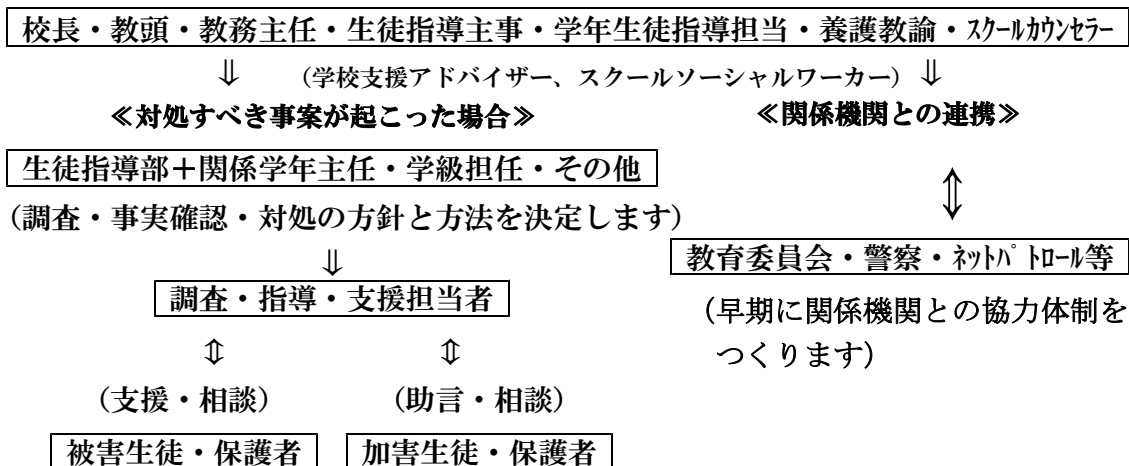 校長・教頭・教務主任・生徒指導主事・学年生徒指導担当・養護教諭・ｽｸｰﾙｶｳﾝｾﾗｰ
⇓ （学校支援アドバイザー、スクールソーシャルワーカー）⇓
≪対処すべき事案が起こった場合≫ ≪関係機関との連携≫
生徒指導部＋関係学年主任・学級担任・その他
（調査・事実確認・対処の方針と方法を決定します）
⇓
教育委員会・警察・ﾈｯﾄﾊﾟﾄﾛｰﾙ等
調査・指導・支援担当者
（早期に関係機関との協力体制を
つくります）
⇕ ⇕
（支援・相談） （助言・相談）
被害生徒・保護者 加害生徒・保護者